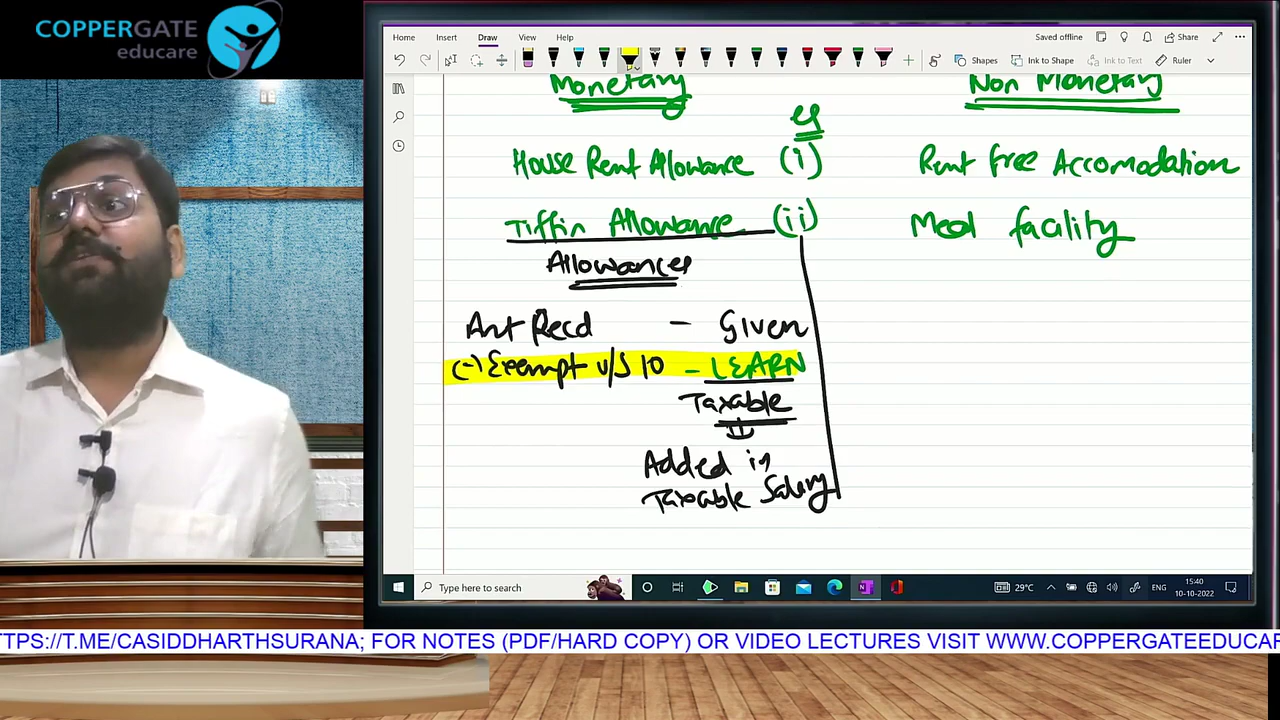 COPPERGATE
educare
Home Insert Draw View Help
Saved offline
Share
Shapes
Ink to Shape
Ink to Text
Ruler
Monetary
Non Monetary
eg
House Rent Allowance (i) Rent free Accomodation
Tiffin Allowance (ii) Meal facility
Allowances
Amt Recd - Given
(-) Exempt u/s 10 - LEARN
Taxable
Added in
Taxable Salary
Type here to search
29°C
ENG
15:40
10-10-2022
TTPS://T.ME/CASIDDHARTHSURANA; FOR NOTES (PDF/HARD COPY) OR VIDEO LECTURES VISIT WWW.COPPERGATEEDUCAR